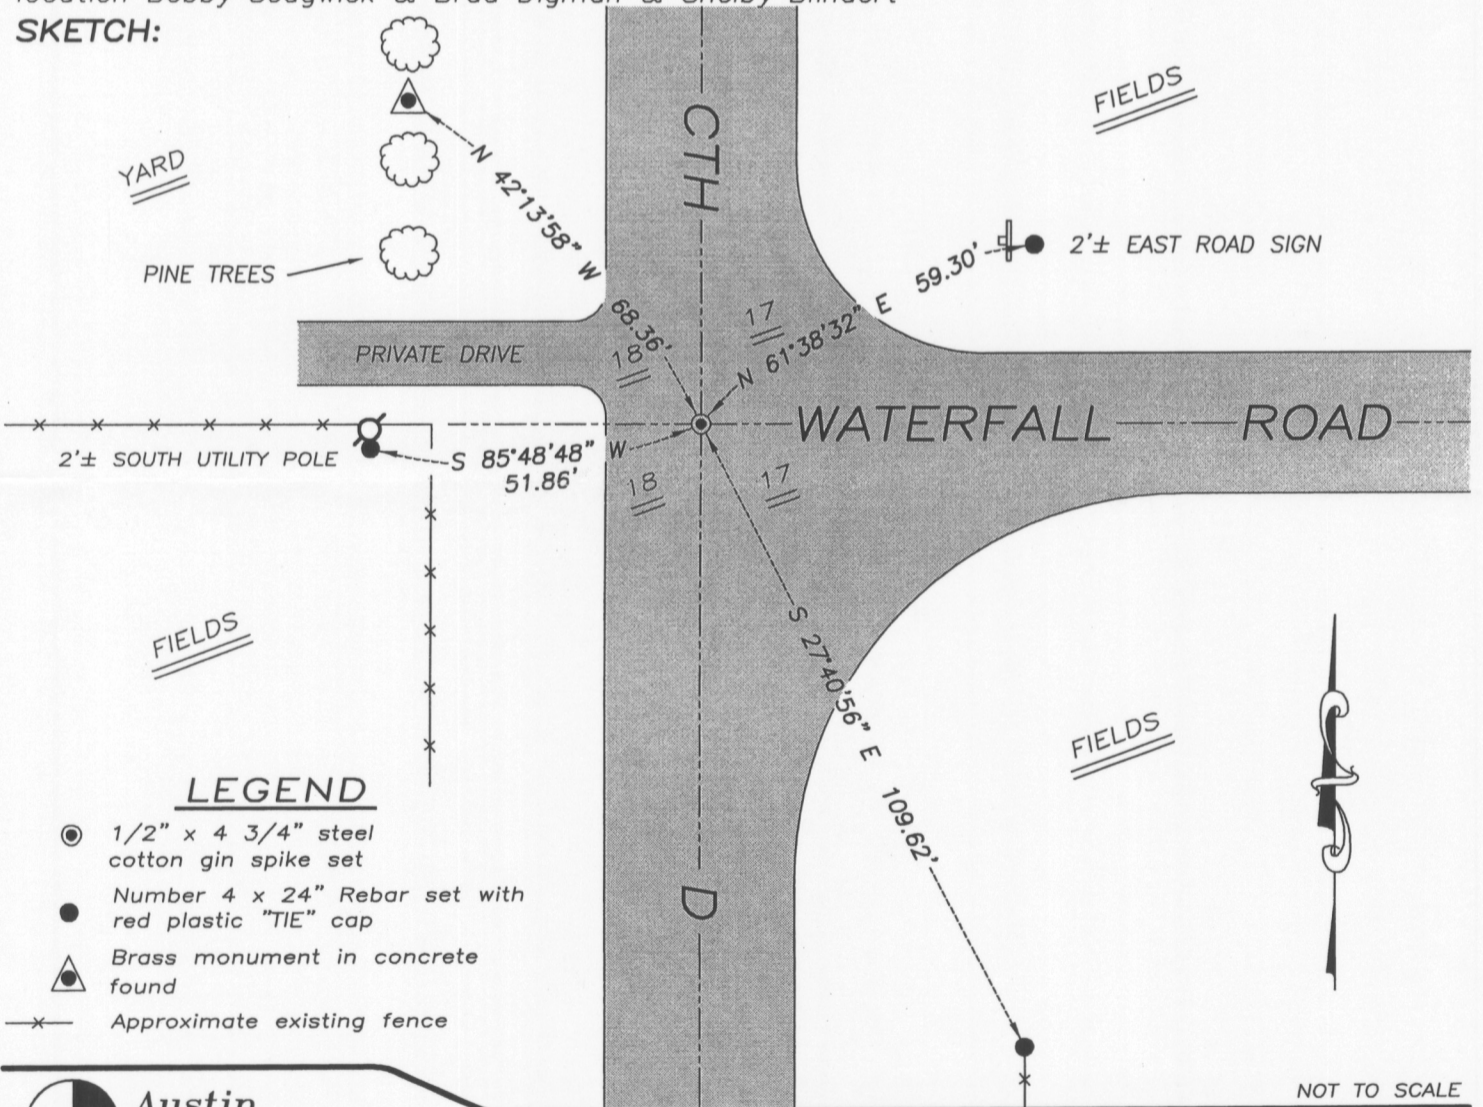 SKETCH:
FIELDS
CTH
YARD
N 42°13'58" W
68.36'
PINE TREES
59.30'
2'± EAST ROAD SIGN
N 61°38'32" E
17
18
PRIVATE DRIVE
WATERFALL ROAD
2'± SOUTH UTILITY POLE
S 85°48'48" W
51.86'
18
17
S 27°40'56" E
109.62'
FIELDS
FIELDS
LEGEND
1/2" x 4 3/4" steel
cotton gin spike set
Number 4 x 24" Rebar set with
red plastic "TIE" cap
D
Brass monument in concrete
found
Approximate existing fence
NOT TO SCALE
Austin